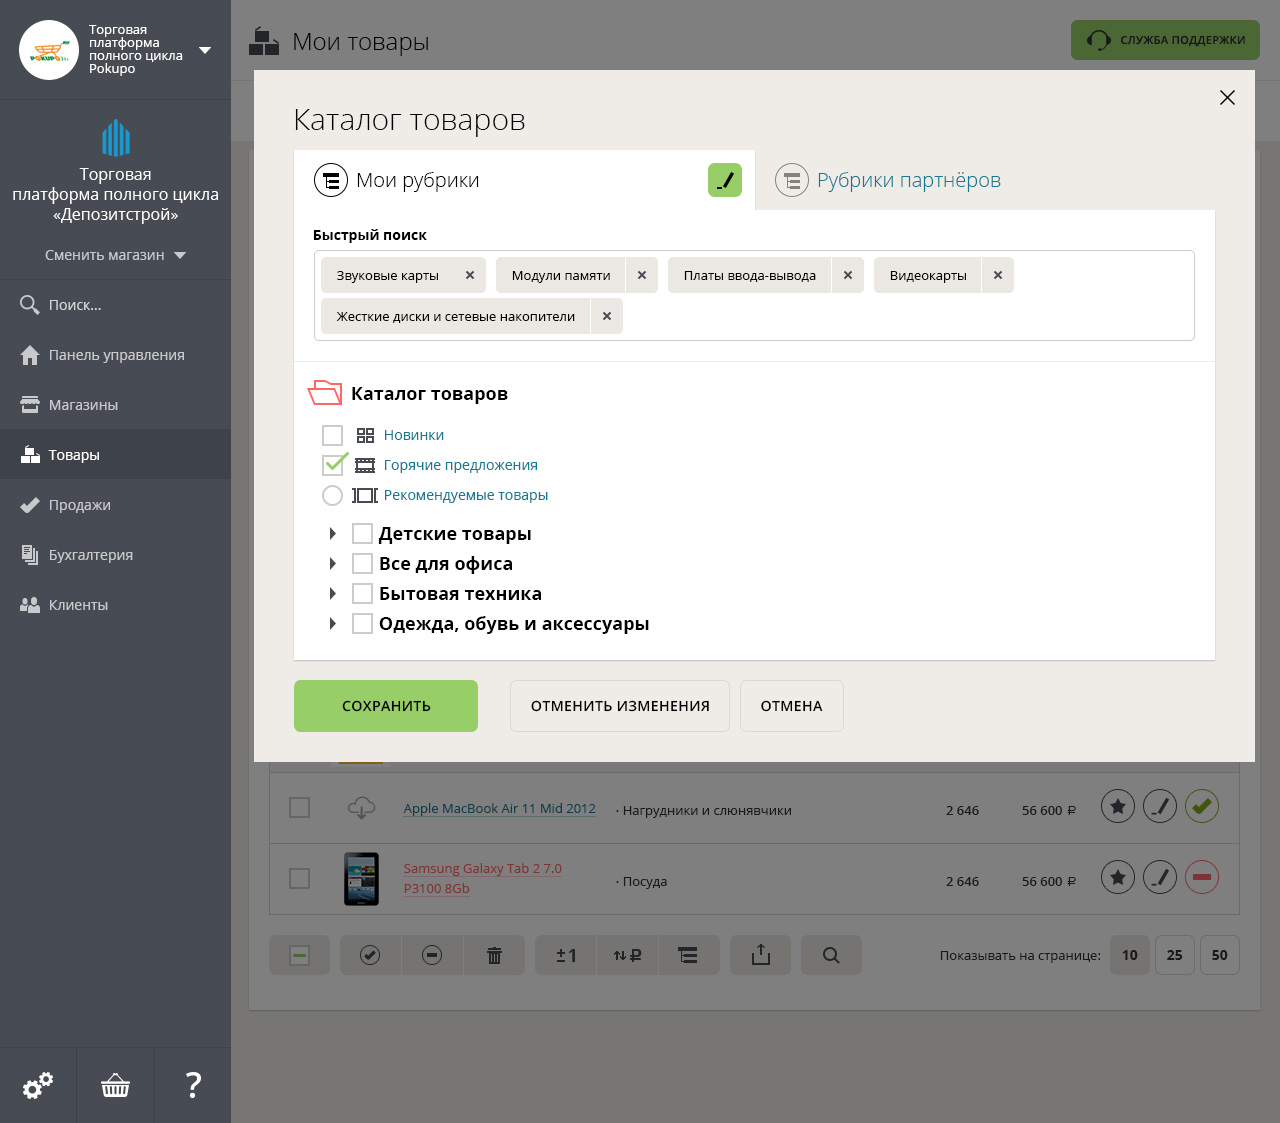 Торговая
платформа
полного цикла
Pokupo
POKUPO
Мои товары
СЛУЖБА ПОДДЕРЖКИ
Торговая
платформа полного цикла
«Депозитстрой»
Сменить магазин
Поиск...
Панель управления
Магазины
Товары
Продажи
Бухгалтерия
Клиенты
?
Каталог товаров
Мои рубрики
Рубрики партнёров
Быстрый поиск
Звуковые карты
Модули памяти
Платы ввода-вывода
Видеокарты
Жесткие диски и сетевые накопители
Каталог товаров
Новинки
Горячие предложения
Рекомендуемые товары
Детские товары
Все для офиса
Бытовая техника
Одежда, обувь и аксессуары
СОХРАНИТЬ
ОТМЕНИТЬ ИЗМЕНЕНИЯ
ОТМЕНА
Apple MacBook Air 11 Mid 2012
· Нагрудники и слюнявчики
2 646
56 600 ₽
Samsung Galaxy Tab 2 7.0
P3100 8Gb
· Посуда
2 646
56 600 ₽
±1
₽
Показывать на странице:
10
25
50